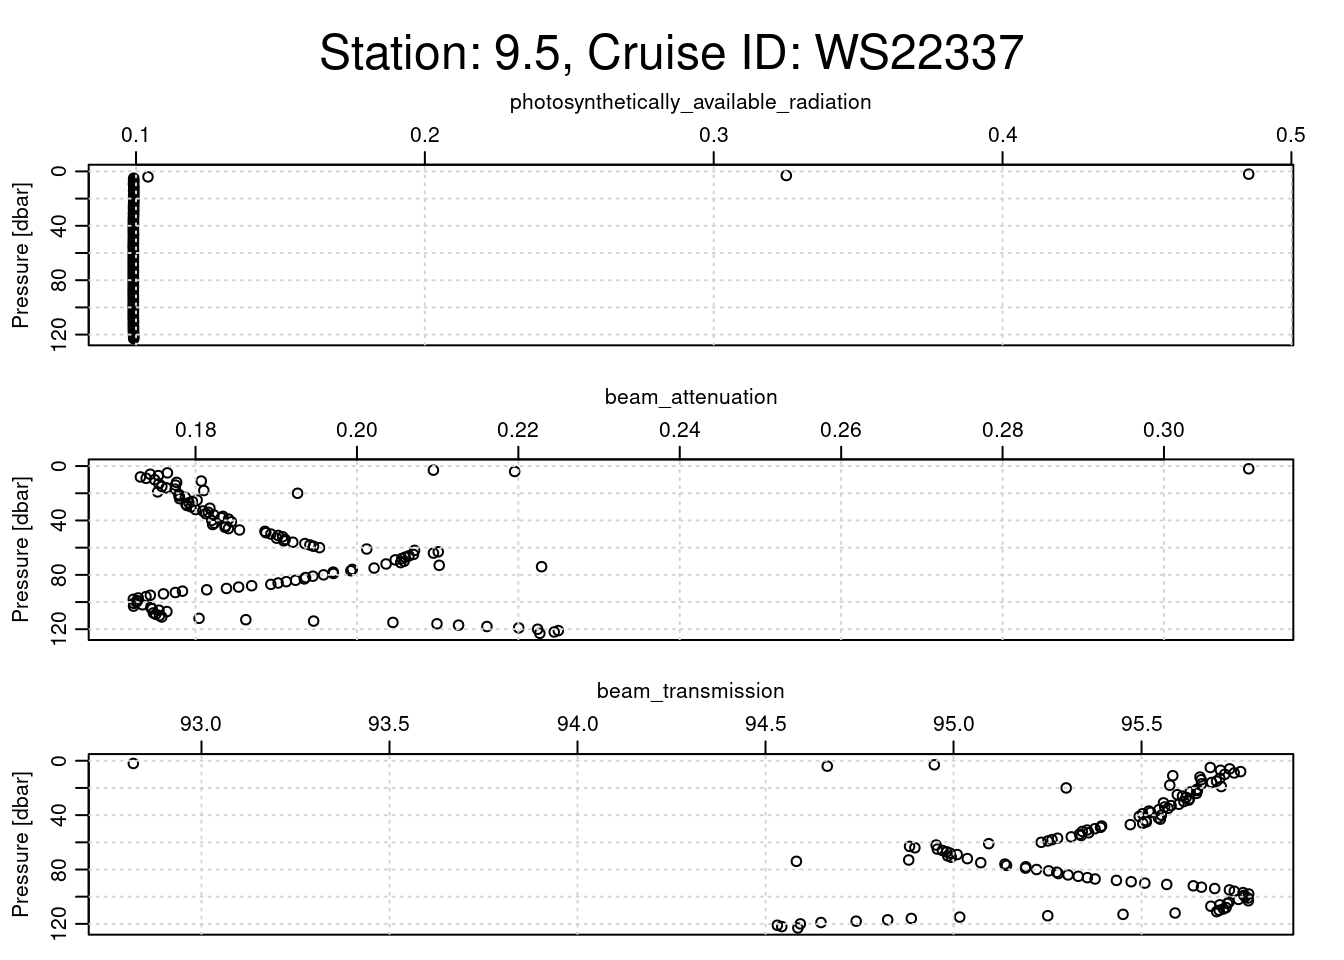 Station: 9.5, Cruise ID: WS22337
photosynthetically_available_radiation
0.1 0.2 0.3 0.4 0.5
Pressure [dbar]
0
40
80
120
beam_attenuation
0.18 0.20 0.22 0.24 0.26 0.28 0.30
Pressure [dbar]
0
40
80
120
beam_transmission
93.0 93.5 94.0 94.5 95.0 95.5
Pressure [dbar]
0
40
80
120